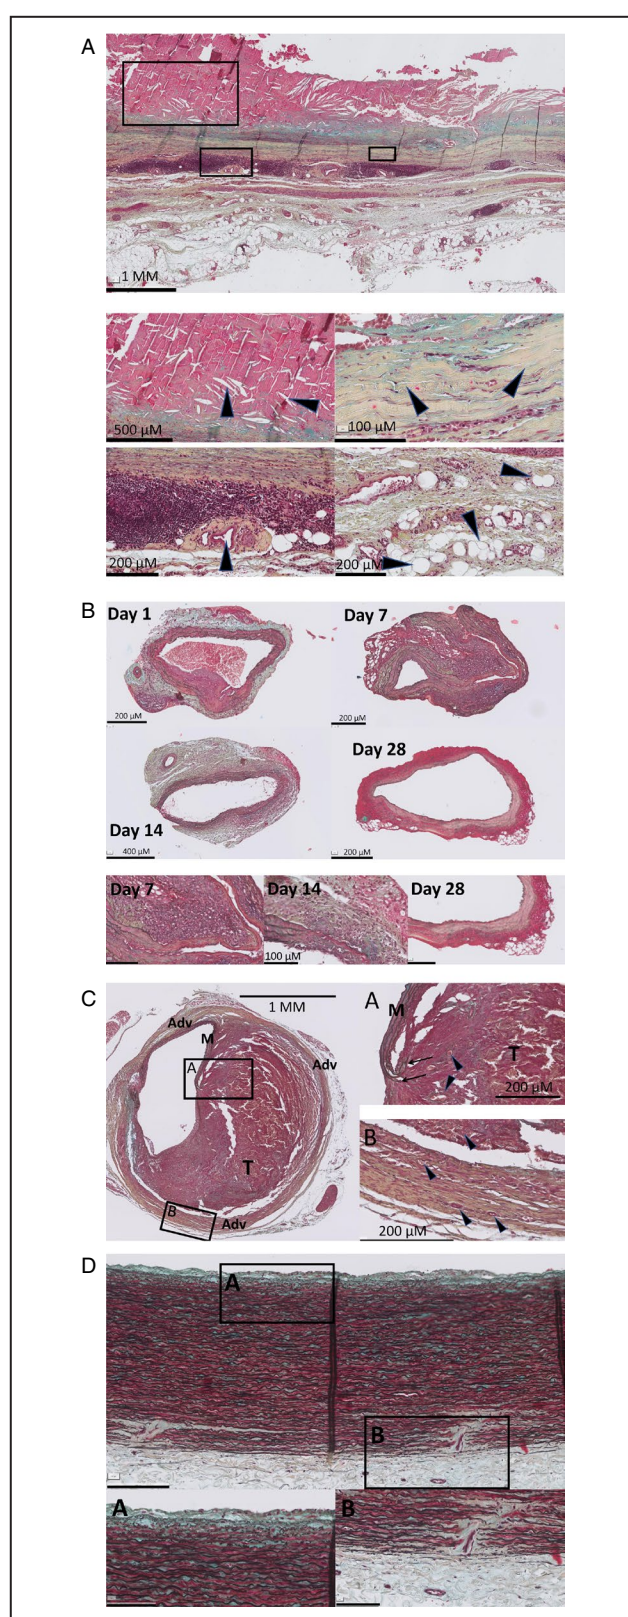 A
1 MM
500 µM
100 µM
200 µM
200 µM
B
Day 1
Day 7
200 µM
200 µM
Day 14
Day 28
400 µM
200 µM
Day 7
Day 14
Day 28
100 µM
C
1 MM
Adv
M
Adv
A
T
B
Adv
A
M
T
200 µM
B
200 µM
D
A
B
A
B